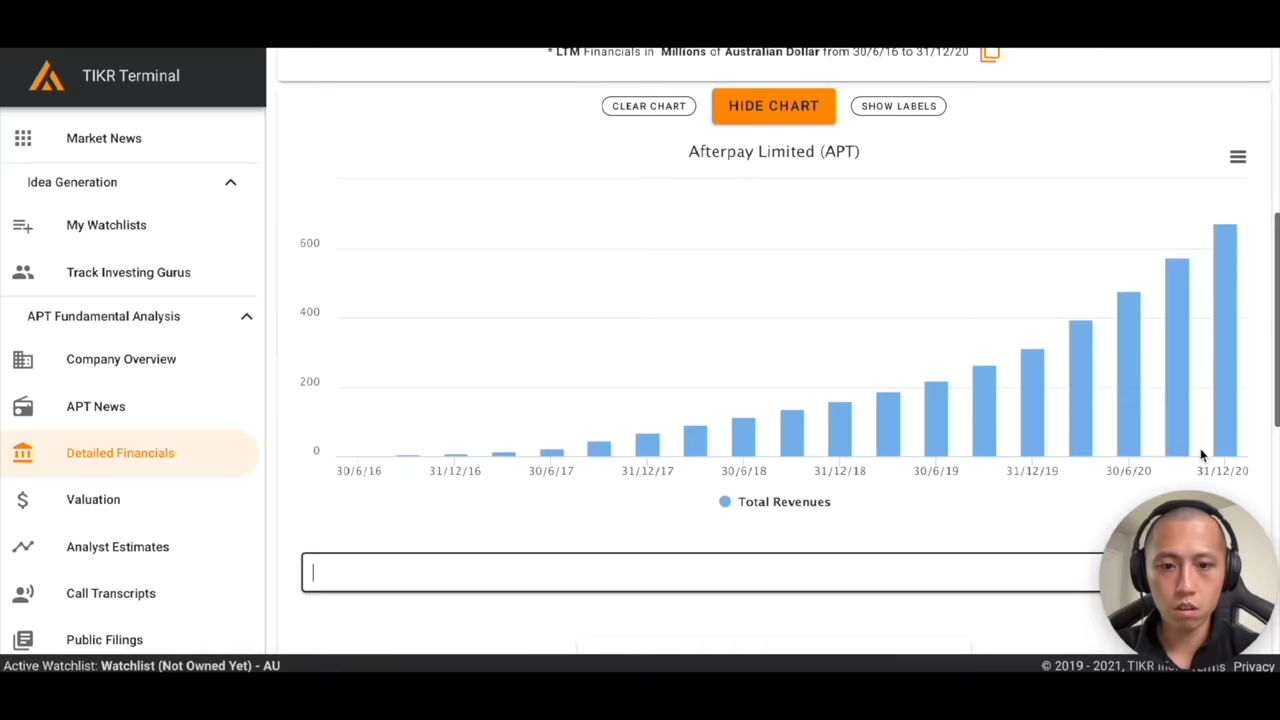 * LTM Financials in Millions of Australian Dollar from 30/6/16 to 31/12/20
TIKR Terminal
CLEAR CHART
HIDE CHART
SHOW LABELS
Market News
Afterpay Limited (APT)
Idea Generation
My Watchlists
Track Investing Gurus
APT Fundamental Analysis
Company Overview
APT News
Detailed Financials
Valuation
Analyst Estimates
Call Transcripts
Public Filings
600
400
200
0
30/6/16 31/12/16 30/6/17 31/12/17 30/6/18 31/12/18 30/6/19 31/12/19 30/6/20 31/12/20
Total Revenues
Active Watchlist: Watchlist (Not Owned Yet) - AU
© 2019 - 2021, TIKR Terms Privacy